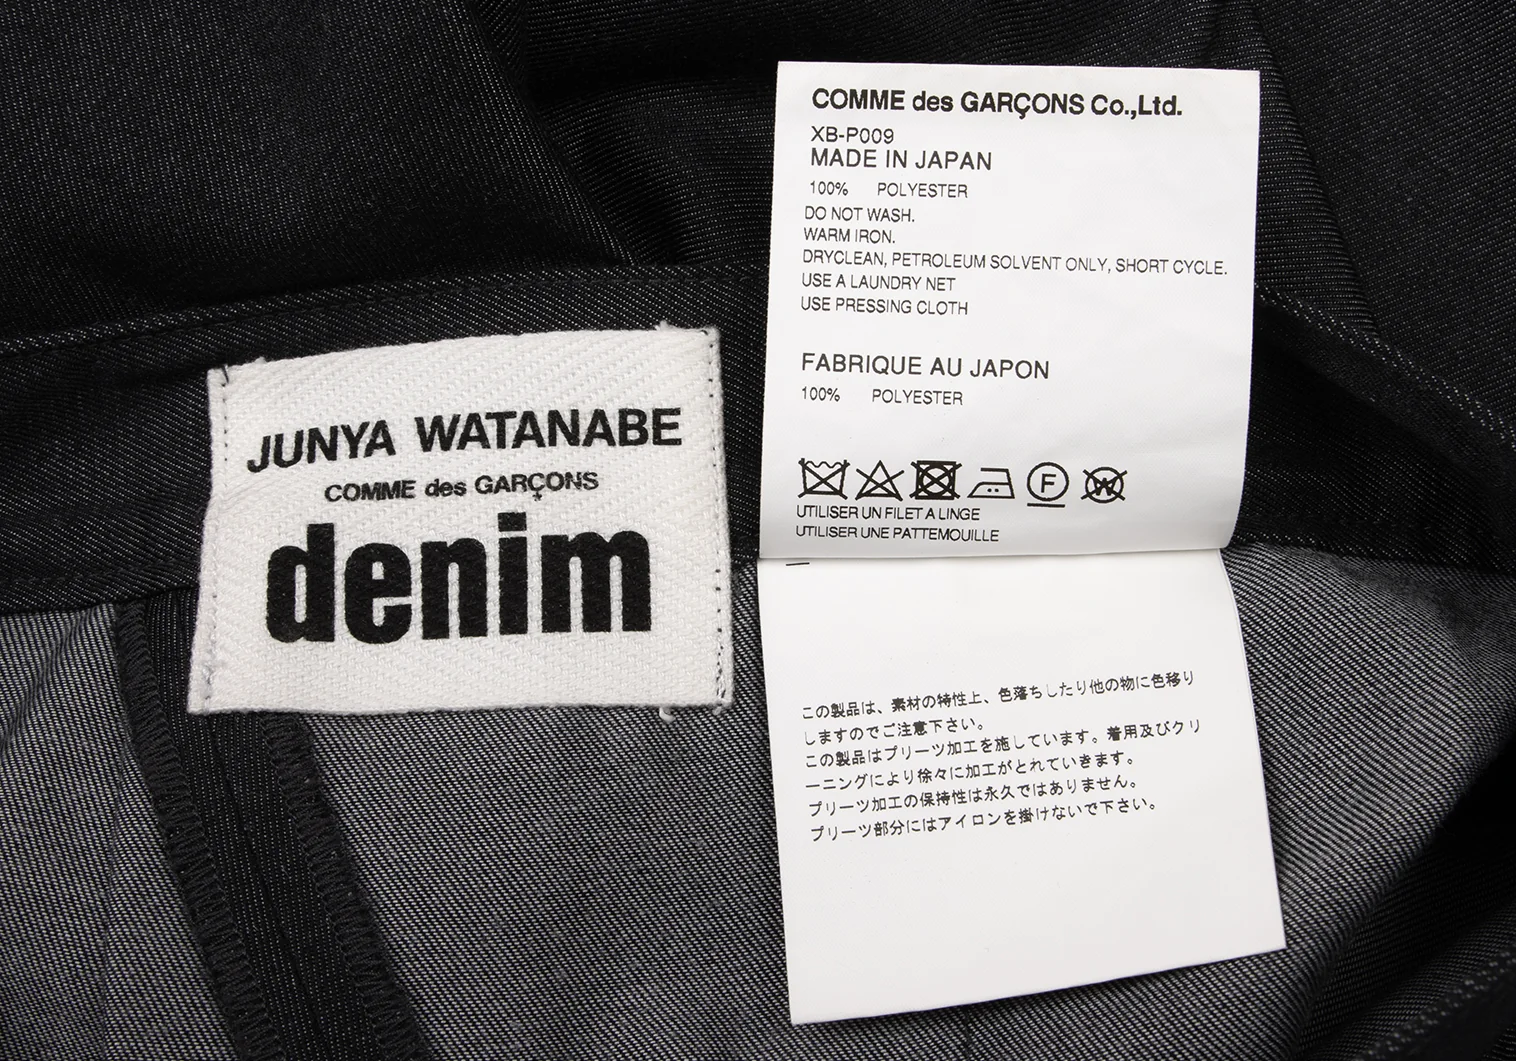 JUNYA WATANABE
COMME des GARÇONS
denim
COMME des GARÇONS Co.,Ltd.
XB-P009
MADE IN JAPAN
100% POLYESTER
DO NOT WASH.
WARM IRON.
DRYCLEAN, PETROLEUM SOLVENT ONLY, SHORT CYCLE.
USE A LAUNDRY NET
USE PRESSING CLOTH
FABRIQUE AU JAPON
100% POLYESTER
F W
UTILISER UN FILET A LINGE
UTILISER UNE PATTEMOUILLE
この製品は、素材の特性上、色落ちしたり他の物に色移り
しますのでご注意下さい。
この製品はプリーツ加工を施しています。着用及びクリ
ーニングにより徐々に加工がとれていきます。
プリーツ加工の保持性は永久ではありません。
プリーツ部分にはアイロンを掛けないで下さい。